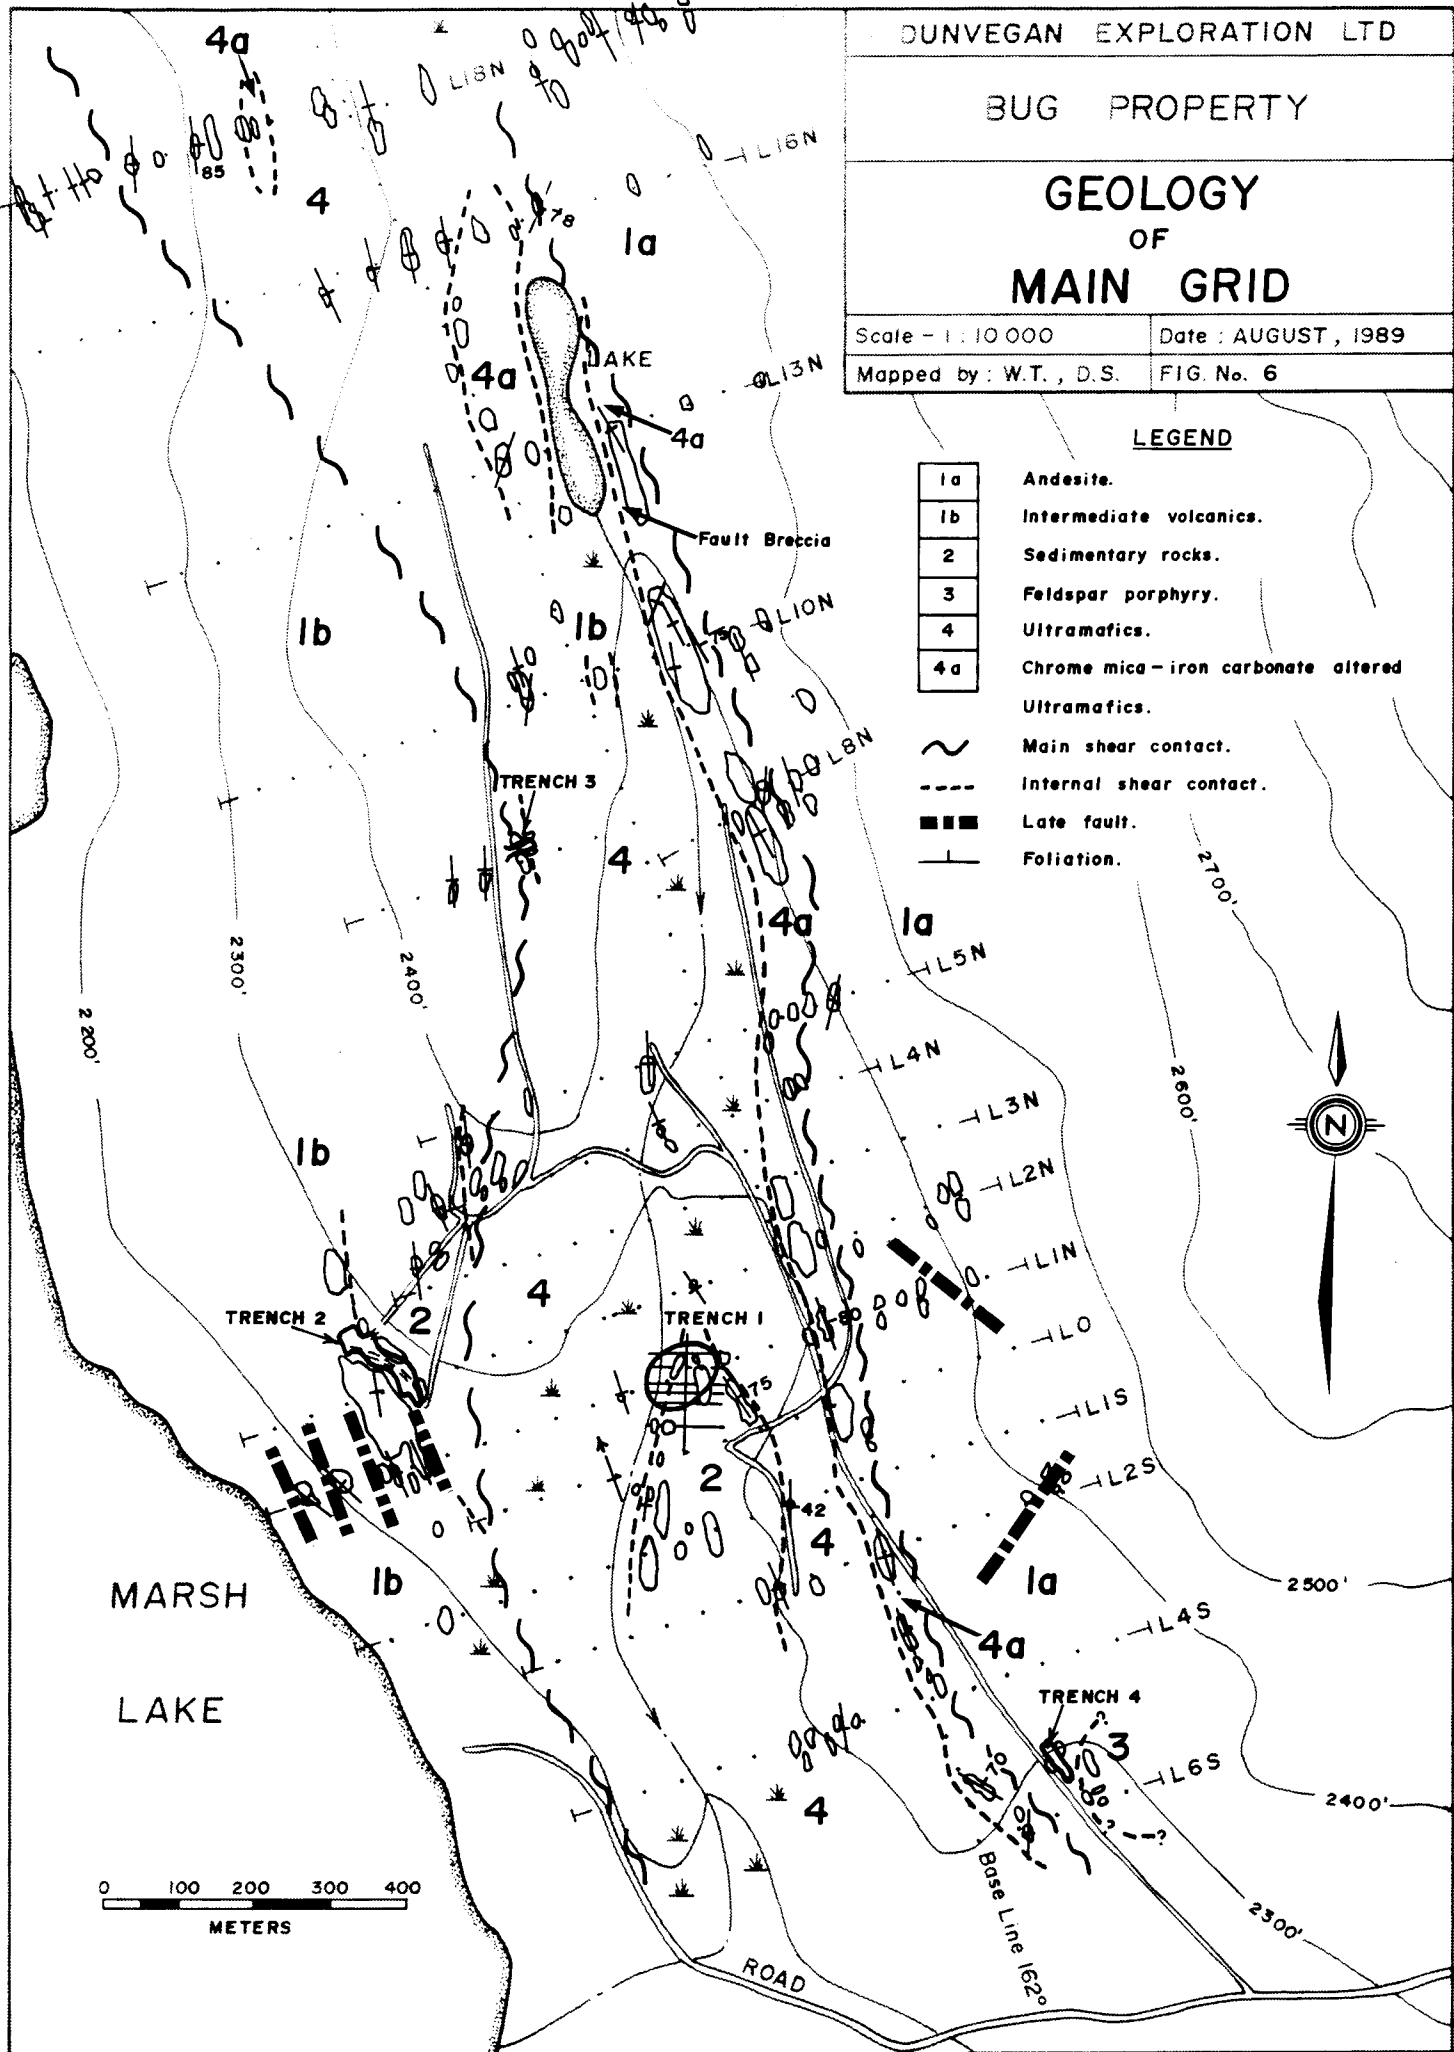 DUNVEGAN EXPLORATION LTD
BUG PROPERTY
GEOLOGY
OF
MAIN GRID
Scale - 1 : 10 000
Date : AUGUST, 1989
Mapped by : W.T., D.S.
FIG. No. 6
LEGEND
1a Andesite.
1b Intermediate volcanics.
2 Sedimentary rocks.
3 Feldspar porphyry.
4 Ultramafics.
4a Chrome mica - iron carbonate altered
Ultramafics.
Main shear contact.
Internal shear contact.
Late fault.
Foliation.
4a
L18N
L16N
85
4
78
1a
LAKE
4a
L13N
4a
Fault Breccia
1b
1b
L10N
75
L8N
TRENCH 3
4
2700'
4a
1a
L5N
2300'
2400'
2200'
L4N
2600'
L3N
N
1b
L2N
L1N
4
TRENCH 2
2
TRENCH 1
80
L0
75
L1S
2
L2S
42
4
1b
1a
2500'
MARSH
L4S
4a
LAKE
TRENCH 4
?
3
70
L6S
4
2400'
?
?
0 100 200 300 400
METERS
Base Line 162°
2300'
ROAD